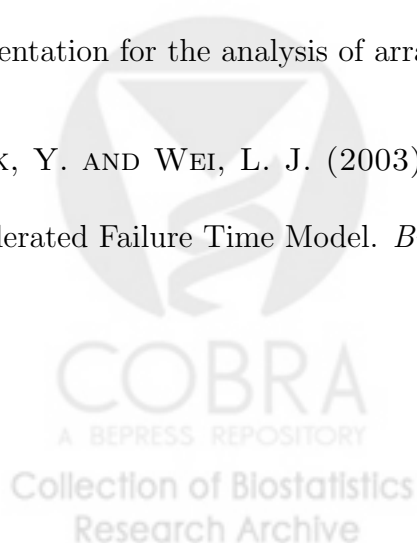 entation for the analysis of arra
k, Y. and Wei, L. J. (2003)
lerated Failure Time Model. B
COBRA
A BEPRESS REPOSITORY
Collection of Biostatistics
Research Archive